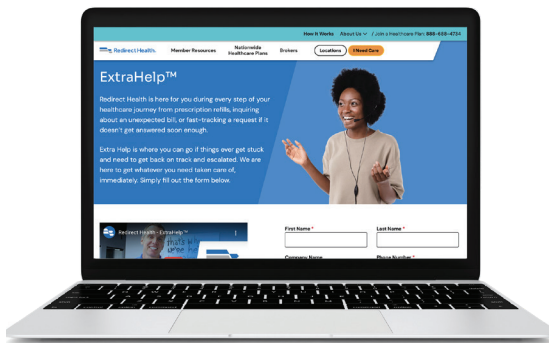 How It Works About Us / Join a Healthcare Plan: 888-658-4734
Redirect Health. Member Resources Nationwide Healthcare Plans Brokers Locations I Need Care
ExtraHelp™
Redirect Health is here for you during every step of your
healthcare journey from prescription refills, inquiring
about an unexpected bill, or fast-tracking a request if it
doesn't get answered soon enough.
Extra Help is where you can go if things ever get stuck
and need to get back on track and escalated. We are
here to get whatever you need taken care of,
immediately. Simply fill out the form below.
Redirect Health - ExtraHelp™
First Name * Last Name *
Company Name Phone Number *